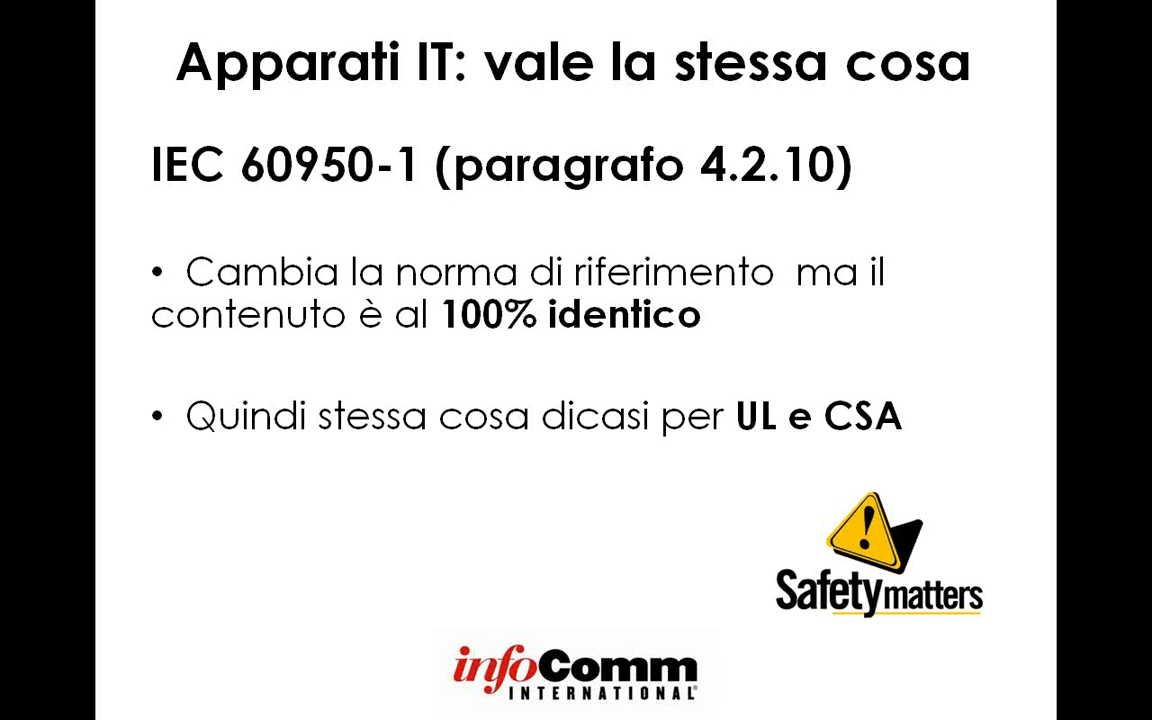 Apparati IT: vale la stessa cosa
IEC 60950-1 (paragrafo 4.2.10)
• Cambia la norma di riferimento ma il
contenuto è al 100% identico
• Quindi stessa cosa dicasi per UL e CSA
Safetymatters
infoComm
INTERNATIONAL®